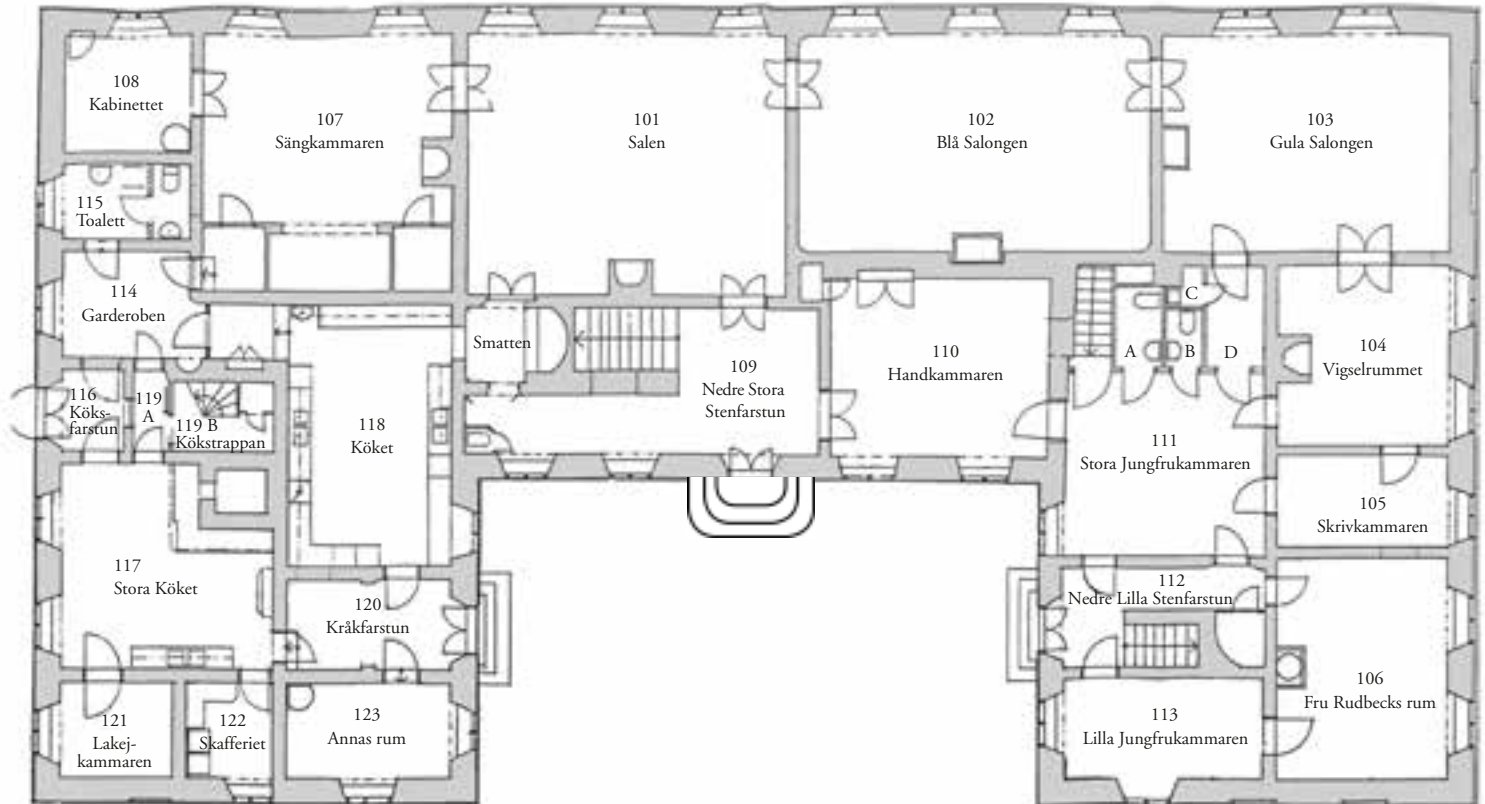 108
Kabinettet
107
Sängkammaren
101
Salen
102
Blå Salongen
103
Gula Salongen
115
Toalett
114
Garderoben
Smatten
109
Nedre Stora
Stenfarstun
110
Handkammaren
A
B
C
D
104
Vigselrummet
116
Köks-
farstun
119
A
119 B
Kökstrappan
118
Köket
111
Stora Jungfrukammaren
105
Skrivkammaren
117
Stora Köket
120
Kråkfarstun
112
Nedre Lilla Stenfarstun
121
Lakej-
kammaren
122
Skafferiet
123
Annas rum
113
Lilla Jungfrukammaren
106
Fru Rudbecks rum